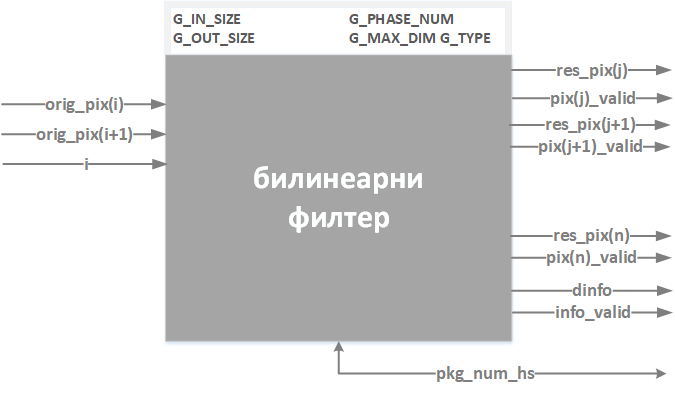 G_IN_SIZE G_PHASE_NUM
G_OUT_SIZE G_MAX_DIM G_TYPE
orig_pix(i)
orig_pix(i+1)
i
билинеарни
филтер
res_pix(j)
pix(j)_valid
res_pix(j+1)
pix(j+1)_valid
res_pix(n)
pix(n)_valid
dinfo
info_valid
pkg_num_hs